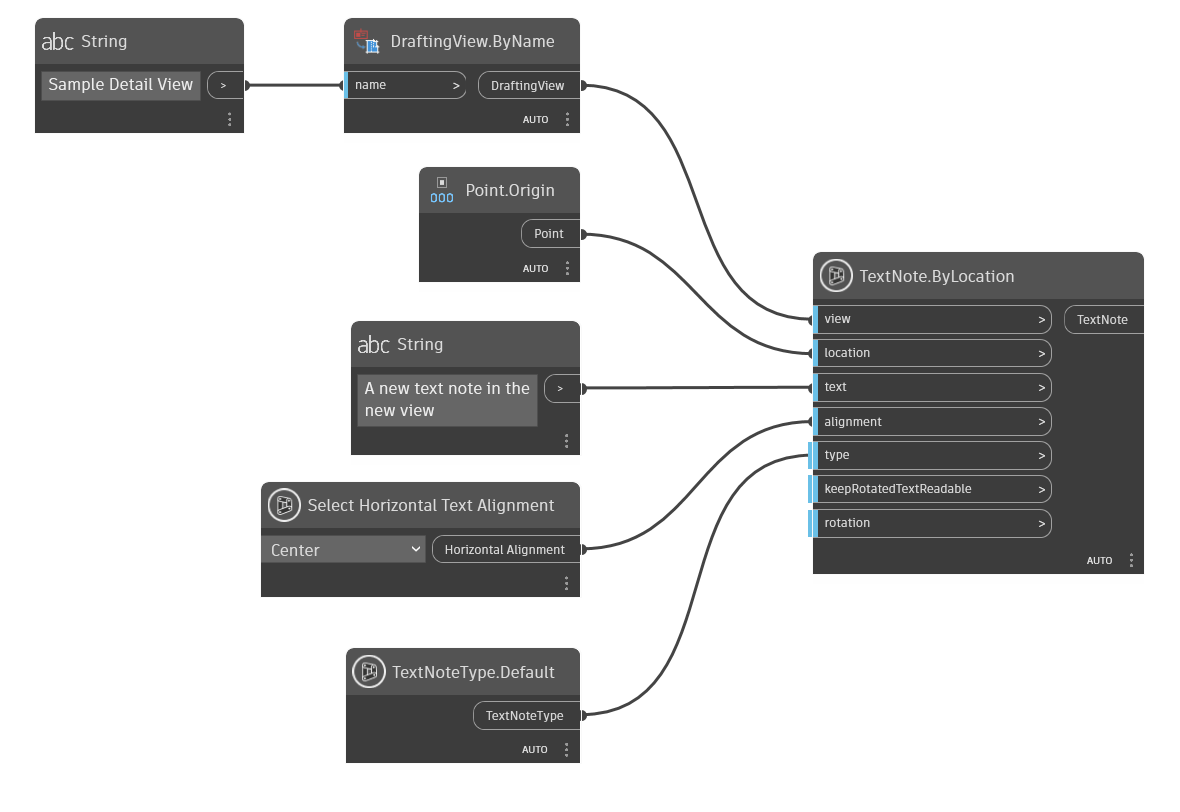 abc String
Sample Detail View >
DraftingView.ByName
name > DraftingView
AUTO
Point.Origin
Point
AUTO
abc String
A new text note in the >
new view
Select Horizontal Text Alignment
Center Horizontal Alignment
TextNoteType.Default
TextNoteType
AUTO
TextNote.ByLocation
view > TextNote
location >
text >
alignment >
type >
keepRotatedTextReadable >
rotation >
AUTO